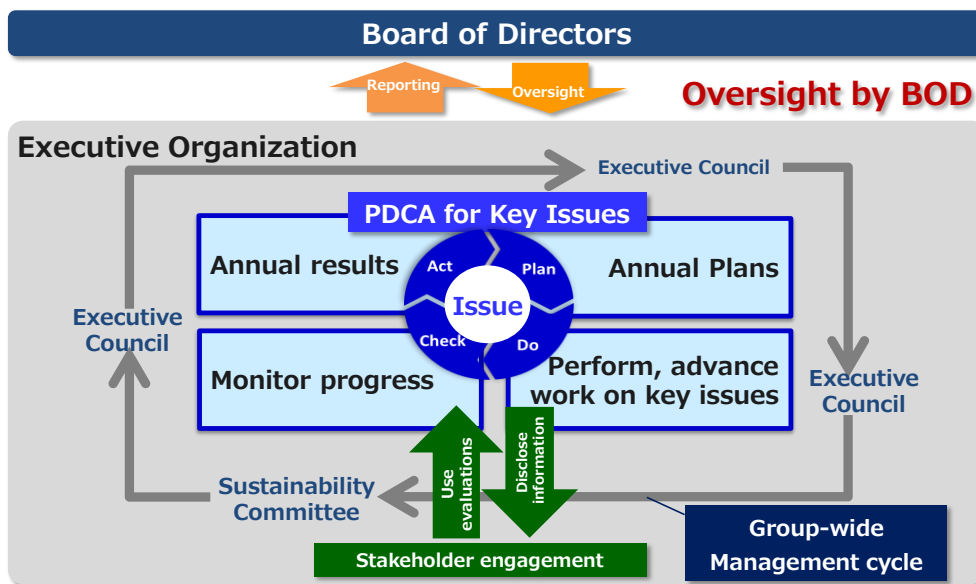 Board of Directors
Reporting
Oversight
Oversight by BOD
Executive Organization
Executive Council
PDCA for Key Issues
Annual results
Act
Plan
Annual Plans
Issue
Executive
Council
Check
Do
Monitor progress
Perform, advance
work on key issues
Executive
Council
Use
evaluations
Disclose
information
Sustainability
Committee
Group-wide
Management cycle
Stakeholder engagement